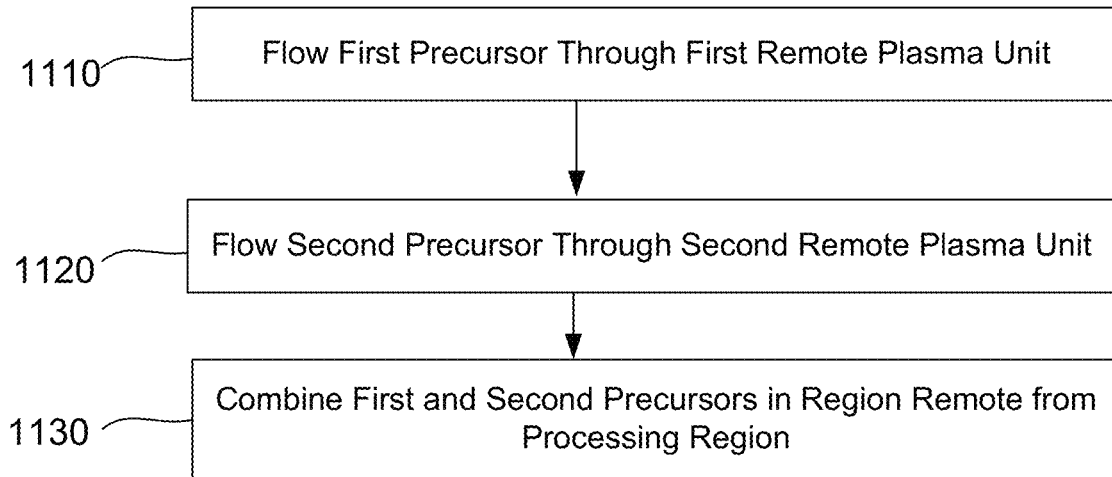 1110
Flow First Precursor Through First Remote Plasma Unit
1120
Flow Second Precursor Through Second Remote Plasma Unit
1130
Combine First and Second Precursors in Region Remote from
Processing Region